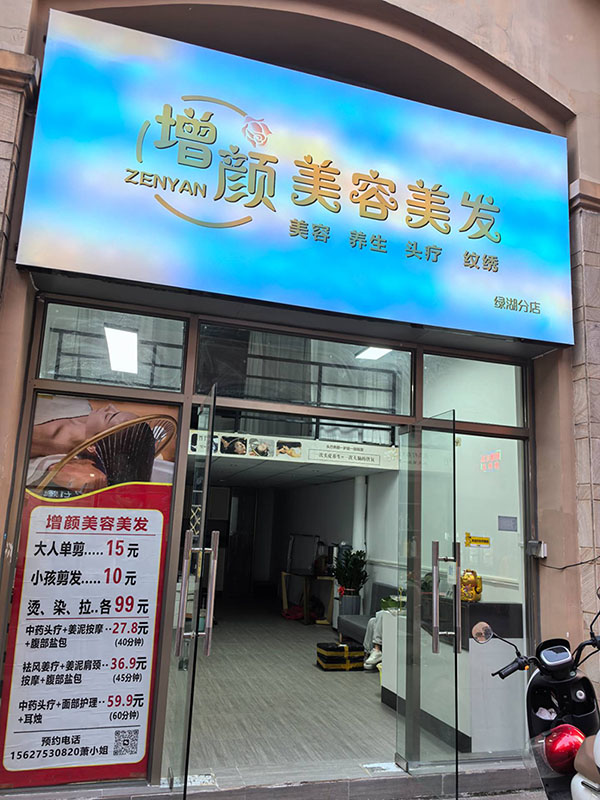 增颜美容美发
ZENYAN
美容 养生 头疗 纹绣
绿湖分店
增颜美容美发
大人单剪.....15元
小孩剪发.....10元
烫、染、拉..各99元
中药头疗+姜泥按摩··27.8元
+腹部盐包 (40分钟)
祛风姜疗+姜泥肩颈··36.9元
按摩+腹部盐包 (45分钟)
中药头疗+面部护理··59.9元
+耳烛 (60分钟)
预约电话
15627530820萧小姐